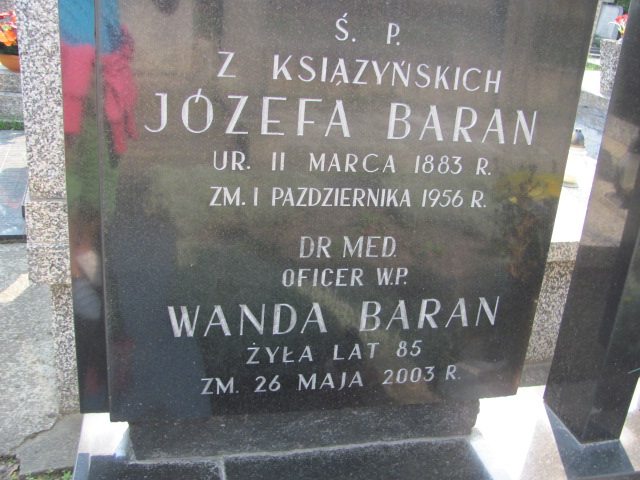 Ś. P.
Z KSIĄŻYŃSKICH
JÓZEFA BARAN
UR. 11 MARCA 1883 R.
ZM. 1 PAZDZIERNIKA 1956 R.
DR MED.
OFICER W.P.
WANDA BARAN
ŻYŁA LAT 85
ZM. 26 MAJA 2003 R.